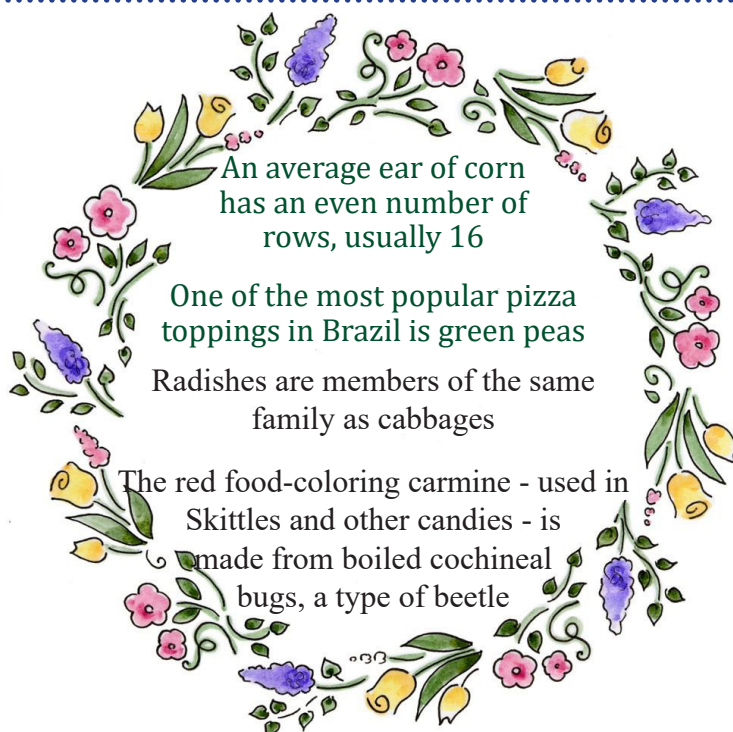 An average ear of corn
has an even number of
rows, usually 16
One of the most popular pizza
toppings in Brazil is green peas
Radishes are members of the same
family as cabbages
The red food-coloring carmine - used in
Skittles and other candies - is
made from boiled cochineal
bugs, a type of beetle